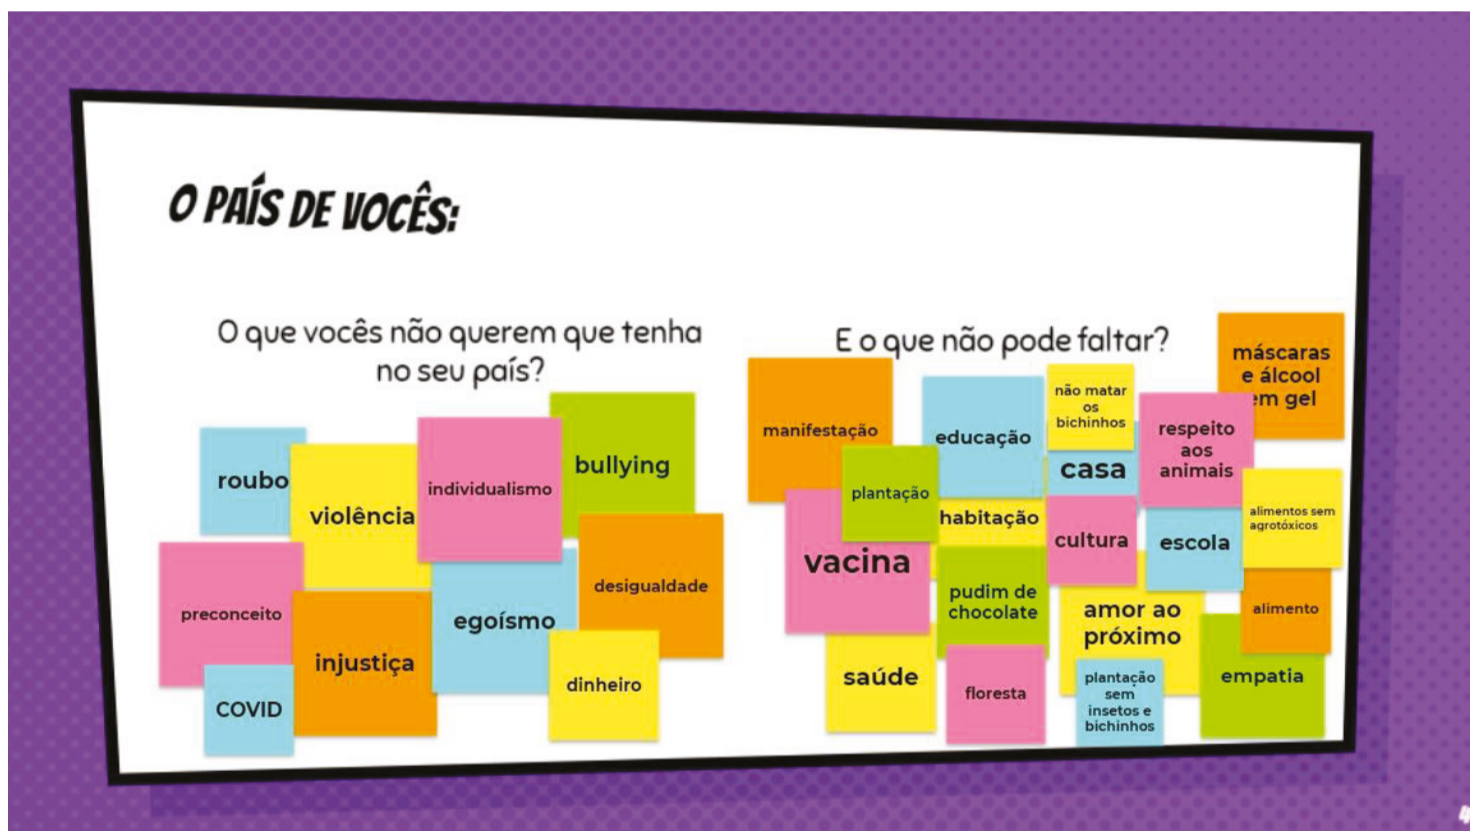 O PAÍS DE VOCÊS:
O que vocês não querem que tenha
no seu país?
roubo
violência
individualismo
bullying
preconceito
injustiça
egoísmo
desigualdade
COVID
dinheiro
E o que não pode faltar?
máscaras
e álcool
em gel
manifestação
educação
não matar
os
bichinhos
casa
respeito
aos
animais
plantação
habitação
cultura
escola
alimentos sem
agrotóxicos
vacina
pudim de
chocolate
amor ao
próximo
alimento
saúde
floresta
plantação
sem
insetos e
bichinhos
empatia